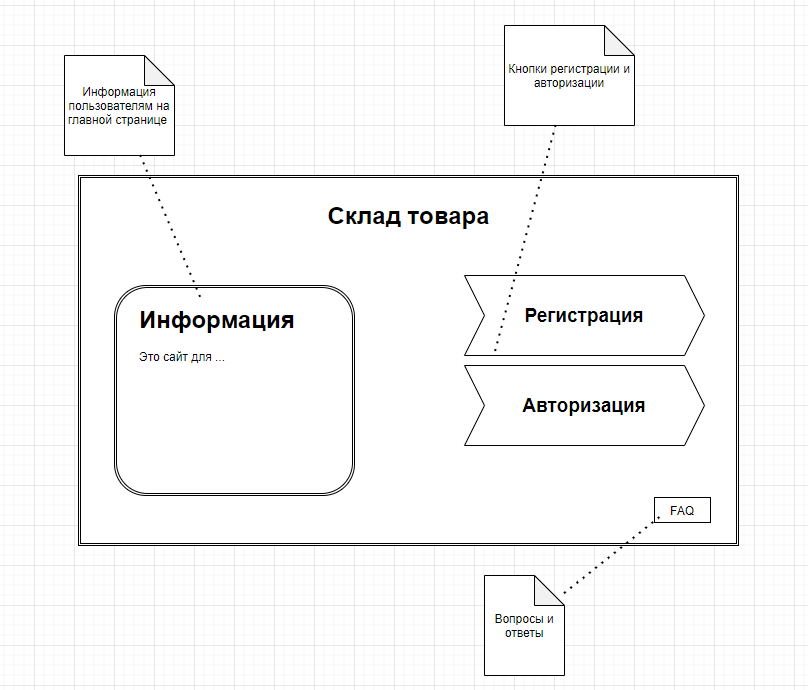 Кнопки регистрации и
авторизации
Информация
пользователям на
главной странице
Склад товара
Информация
Это сайт для ...
Регистрация
Авторизация
FAQ
Вопросы и
ответы